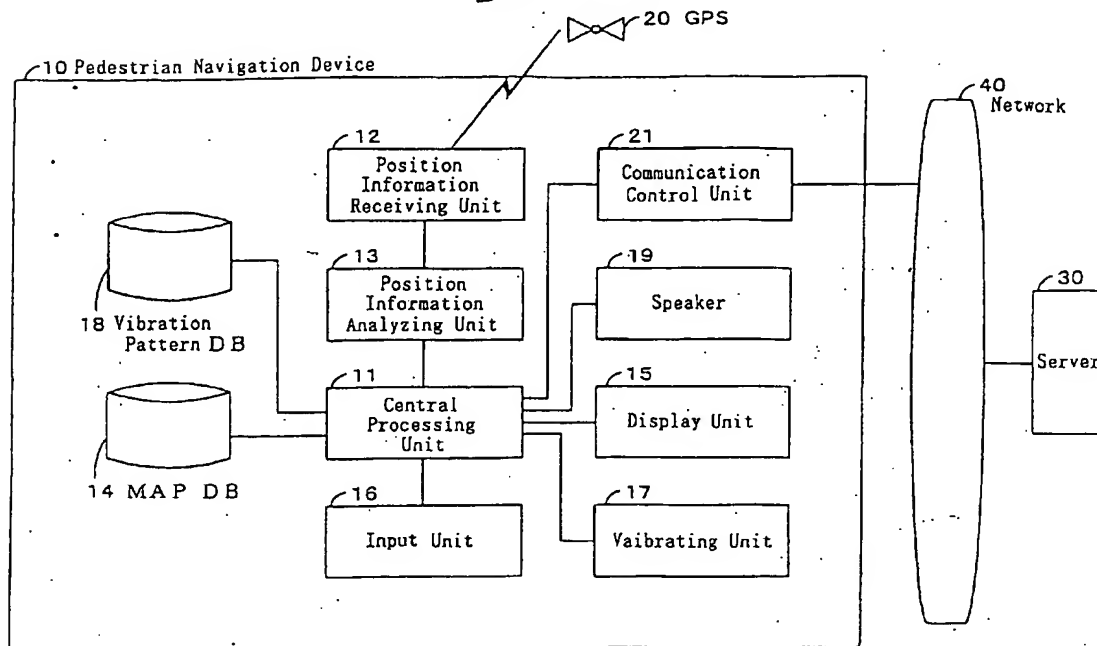 20 GPS
10 Pedestrian Navigation Device
40
Network
12
Position
Information
Receiving Unit
21
Communication
Control Unit
13
Position
Information
Analyzing Unit
19
Speaker
30
Server
18 Vibration
Pattern DB
11
Central
Processing
Unit
15
Display Unit
14 MAP DB
16
Input Unit
17
Vaibrating Unit